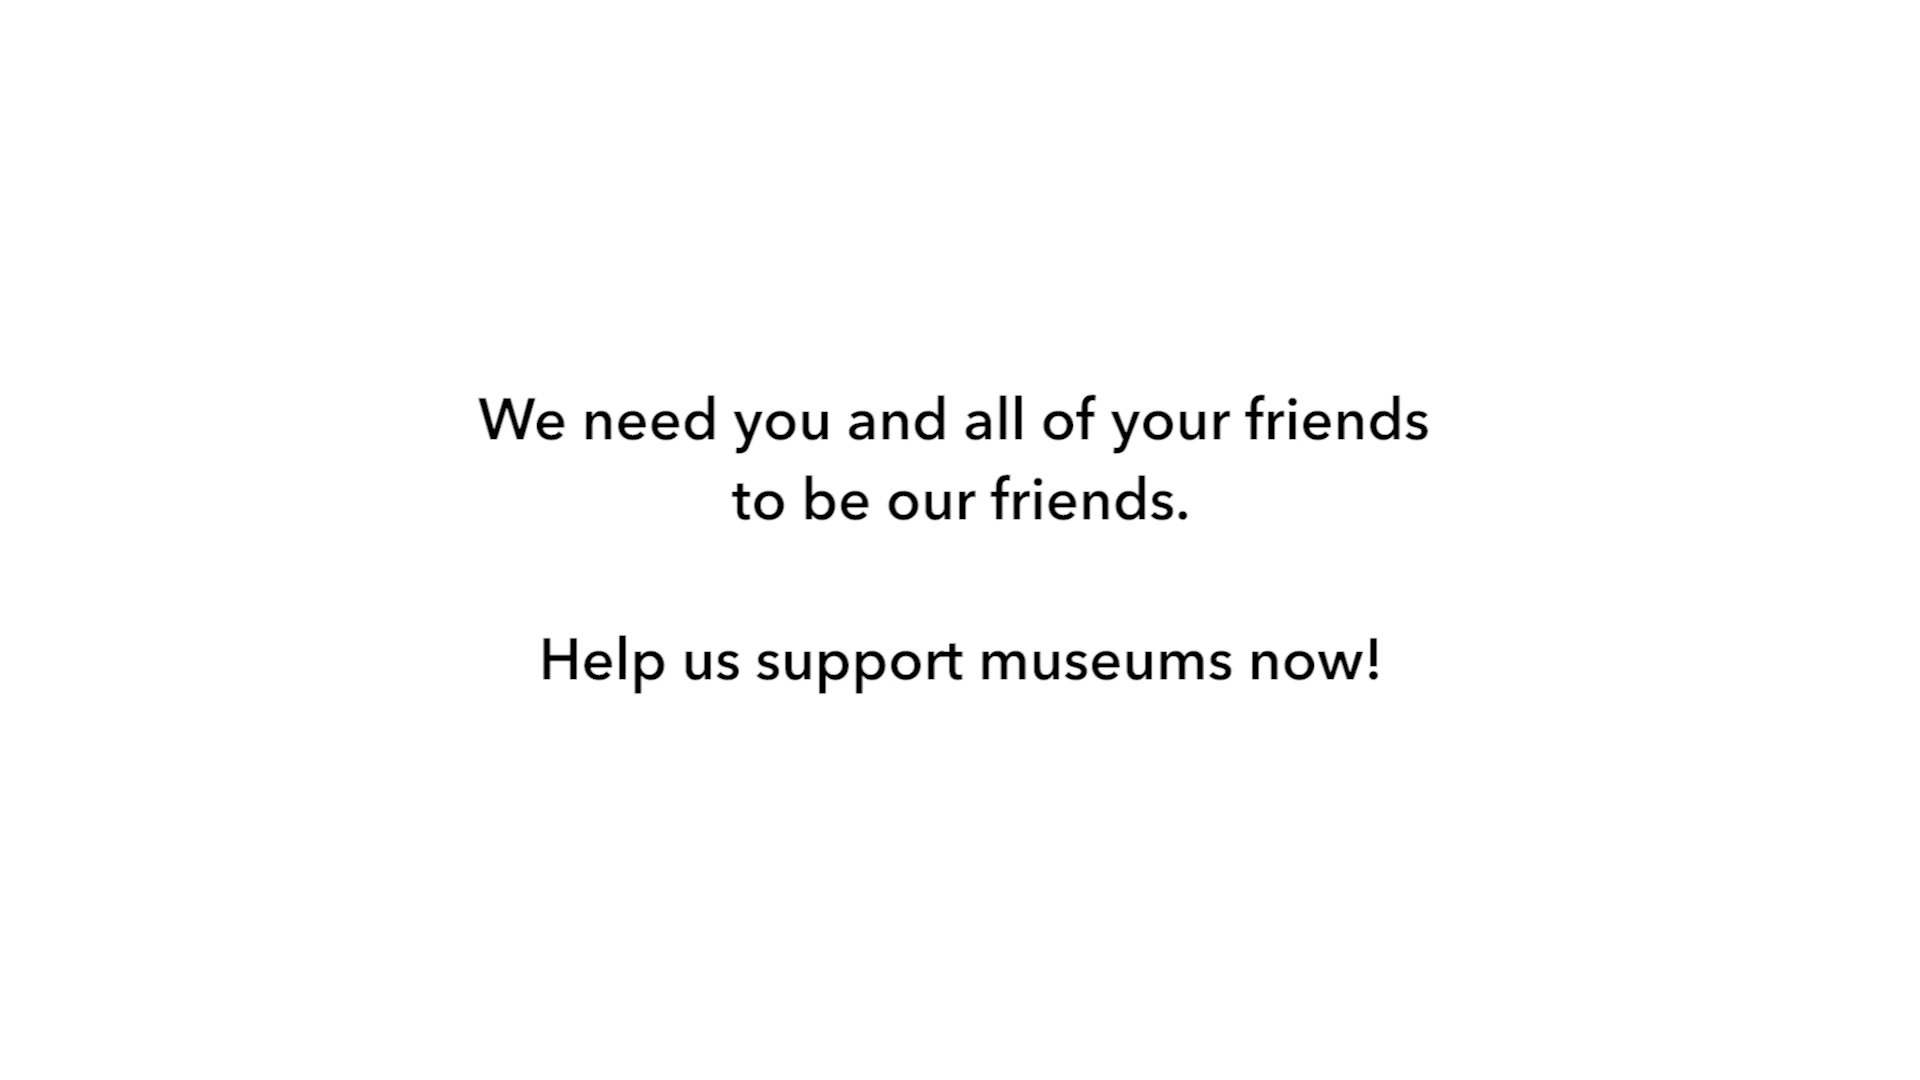 We need you and all of your friends
to be our friends.
Help us support museums now!